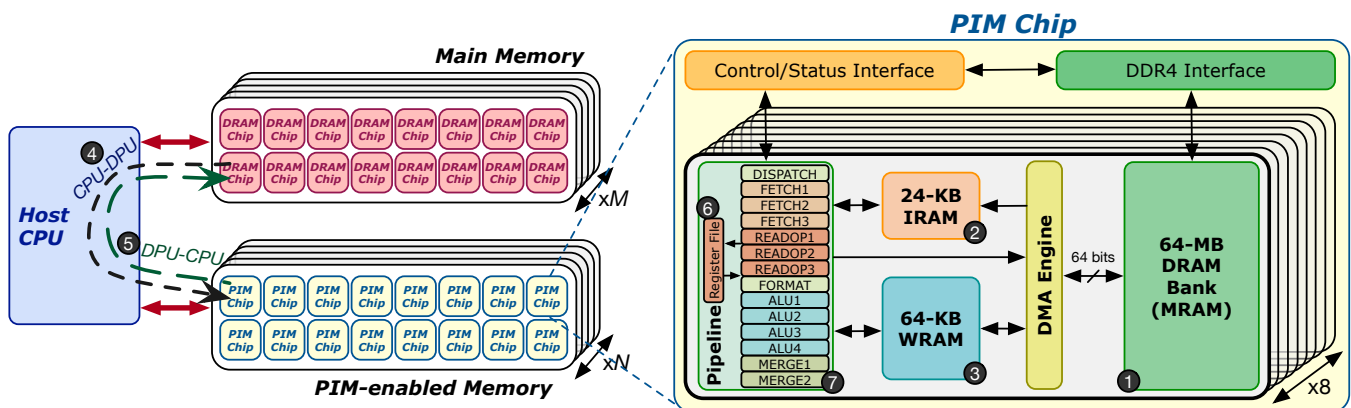 PIM Chip
Main Memory
Control/Status Interface
DDR4 Interface
DRAM Chip DRAM Chip DRAM Chip DRAM Chip DRAM Chip DRAM Chip DRAM Chip DRAM Chip
DRAM Chip DRAM Chip DRAM Chip DRAM Chip DRAM Chip DRAM Chip DRAM Chip DRAM Chip
xM
Host
CPU
4
CPU-DPU
5
DPU-CPU
PIM Chip PIM Chip PIM Chip PIM Chip PIM Chip PIM Chip PIM Chip PIM Chip
PIM Chip PIM Chip PIM Chip PIM Chip PIM Chip PIM Chip PIM Chip PIM Chip
xN
PIM-enabled Memory
Pipeline
6
Register File
DISPATCH
FETCH1
FETCH2
FETCH3
READOP1
READOP2
READOP3
FORMAT
ALU1
ALU2
ALU3
ALU4
MERGE1
MERGE2
7
24-KB
IRAM
2
64-KB
WRAM
3
DMA Engine
64 bits
64-MB
DRAM
Bank
(MRAM)
1
x8